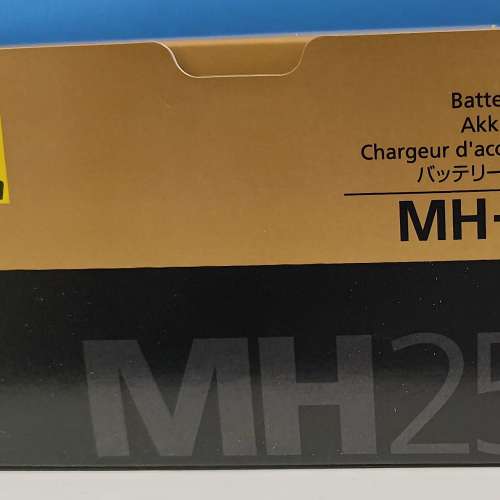 Batte
Akk
Chargeur d'acc
バッテリー
MH-
MH25